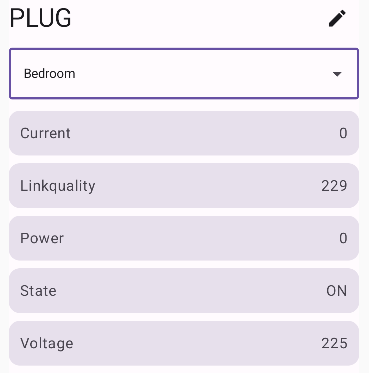 PLUG
Bedroom
Current 0
Linkquality 229
Power 0
State ON
Voltage 225